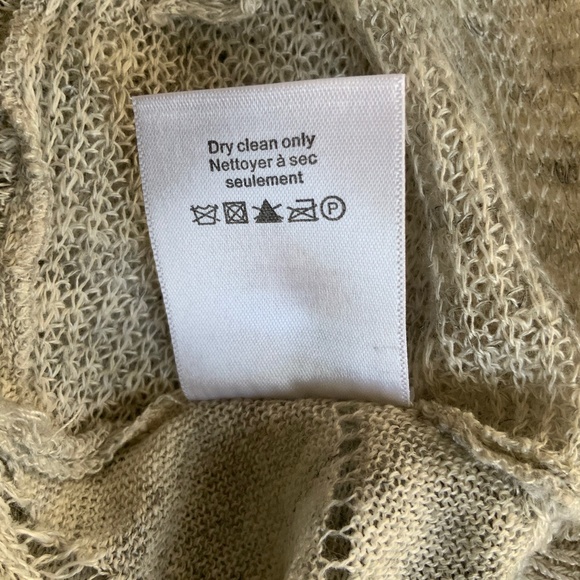 Dry clean only
Nettoyer à sec
seulement
P